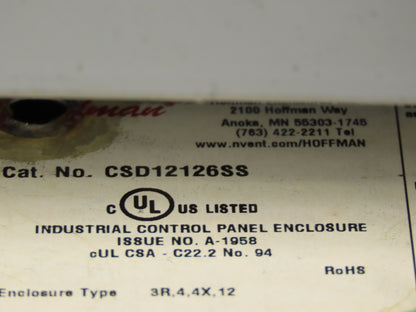 2100 Hoffman Way
Anoka, MN 55303-1745
(763) 422-2211 Tel
www.nvent.com/HOFFMAN
Cat. No. CSD12126SS
c UL US LISTED
INDUSTRIAL CONTROL PANEL ENCLOSURE
ISSUE NO. A-1958
cUL CSA - C22.2 No. 94
RoHS
Enclosure Type 3R,4,4X,12